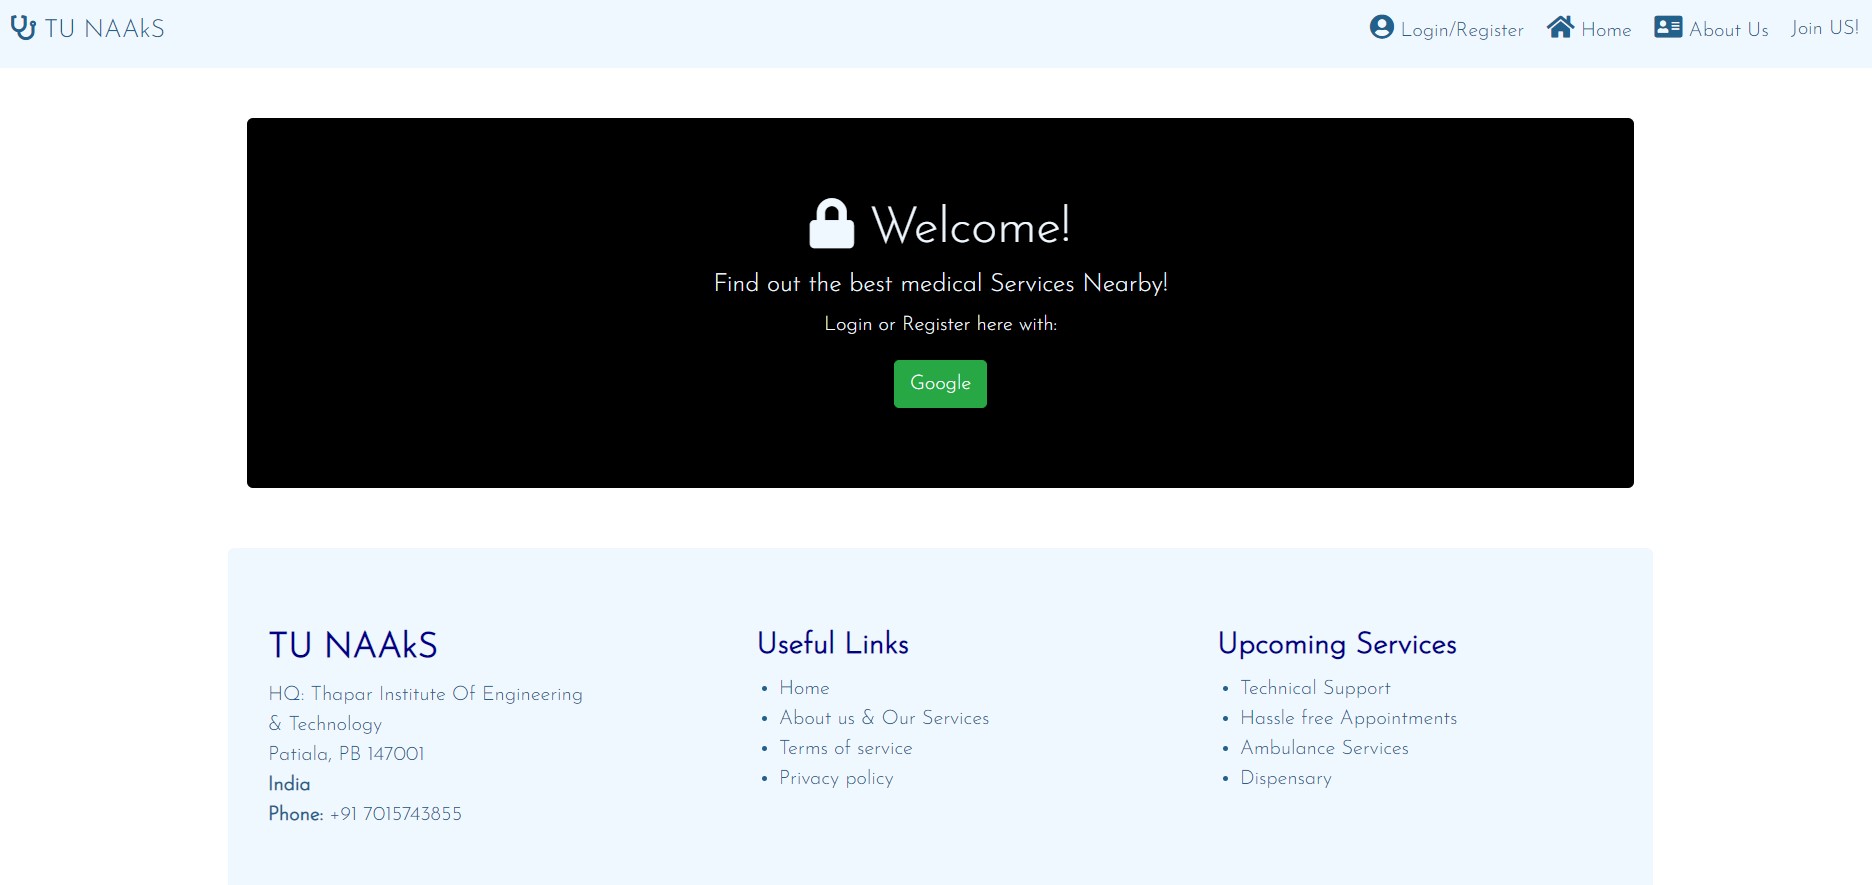 TU NAAkS
Login/Register
Home
About Us
Join US!
Welcome!
Find out the best medical Services Nearby!
Login or Register here with:
Google
TU NAAkS
HQ: Thapar Institute Of Engineering
& Technology
Patiala, PB 147001
India
Phone: +91 7015743855
Useful Links
Home
About us & Our Services
Terms of service
Privacy policy
Upcoming Services
Technical Support
Hassle free Appointments
Ambulance Services
Dispensary